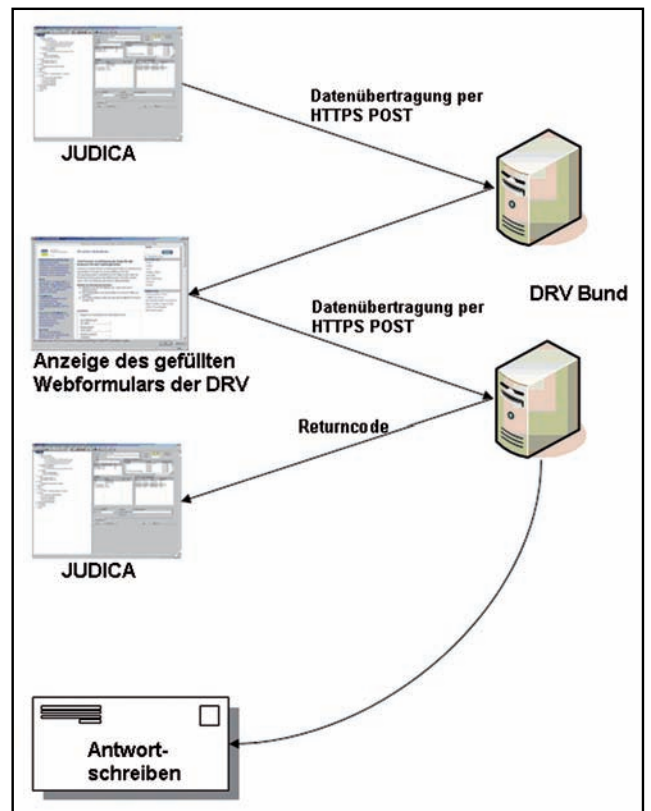 Datenübertragung per
HTTPS POST
JUDICA
DRV Bund
Datenübertragung per
HTTPS POST
Anzeige des gefüllten
Webformulars der DRV
Returncode
JUDICA
Antwort-
schreiben